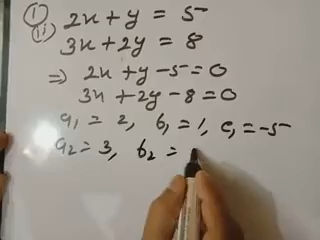 ① 2x + y = 5
ii) 3x + 2y = 8
⇒ 2x + y - 5 = 0
3x + 2y - 8 = 0
a₁ = 2, b₁ = 1, c₁ = -5
a₂ = 3, b₂ =